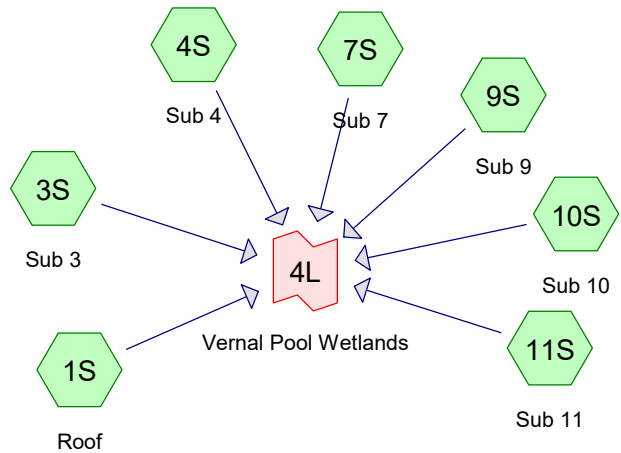 4S
Sub 4
7S
Sub 7
9S
Sub 9
3S
Sub 3
10S
Sub 10
4L
Vernal Pool Wetlands
1S
Roof
11S
Sub 11